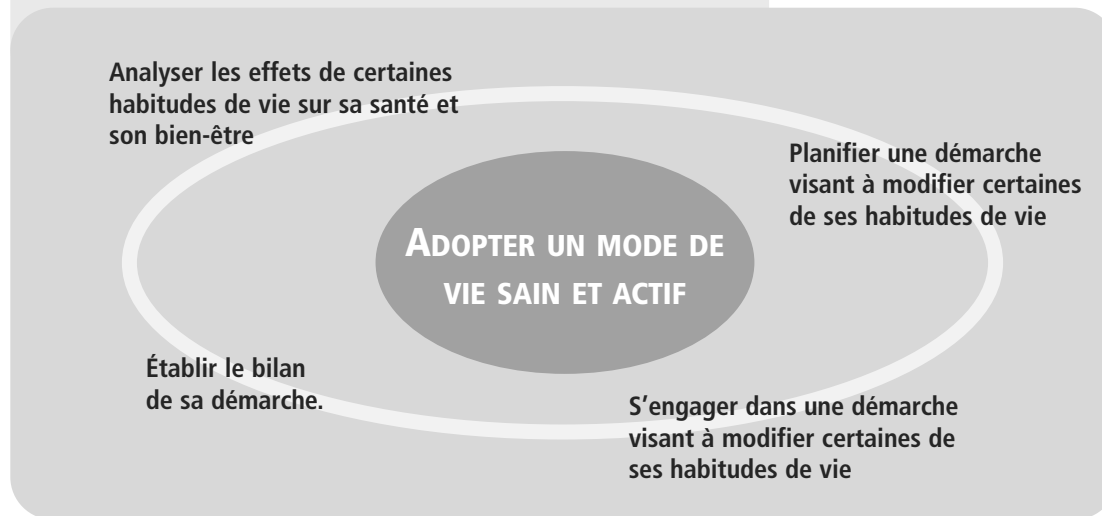 Analyser les effets de certaines
habitudes de vie sur sa santé et
son bien-être
Planifier une démarche
visant à modifier certaines
de ses habitudes de vie
ADOPTER UN MODE DE
VIE SAIN ET ACTIF
Établir le bilan
de sa démarche.
S’engager dans une démarche
visant à modifier certaines de
ses habitudes de vie